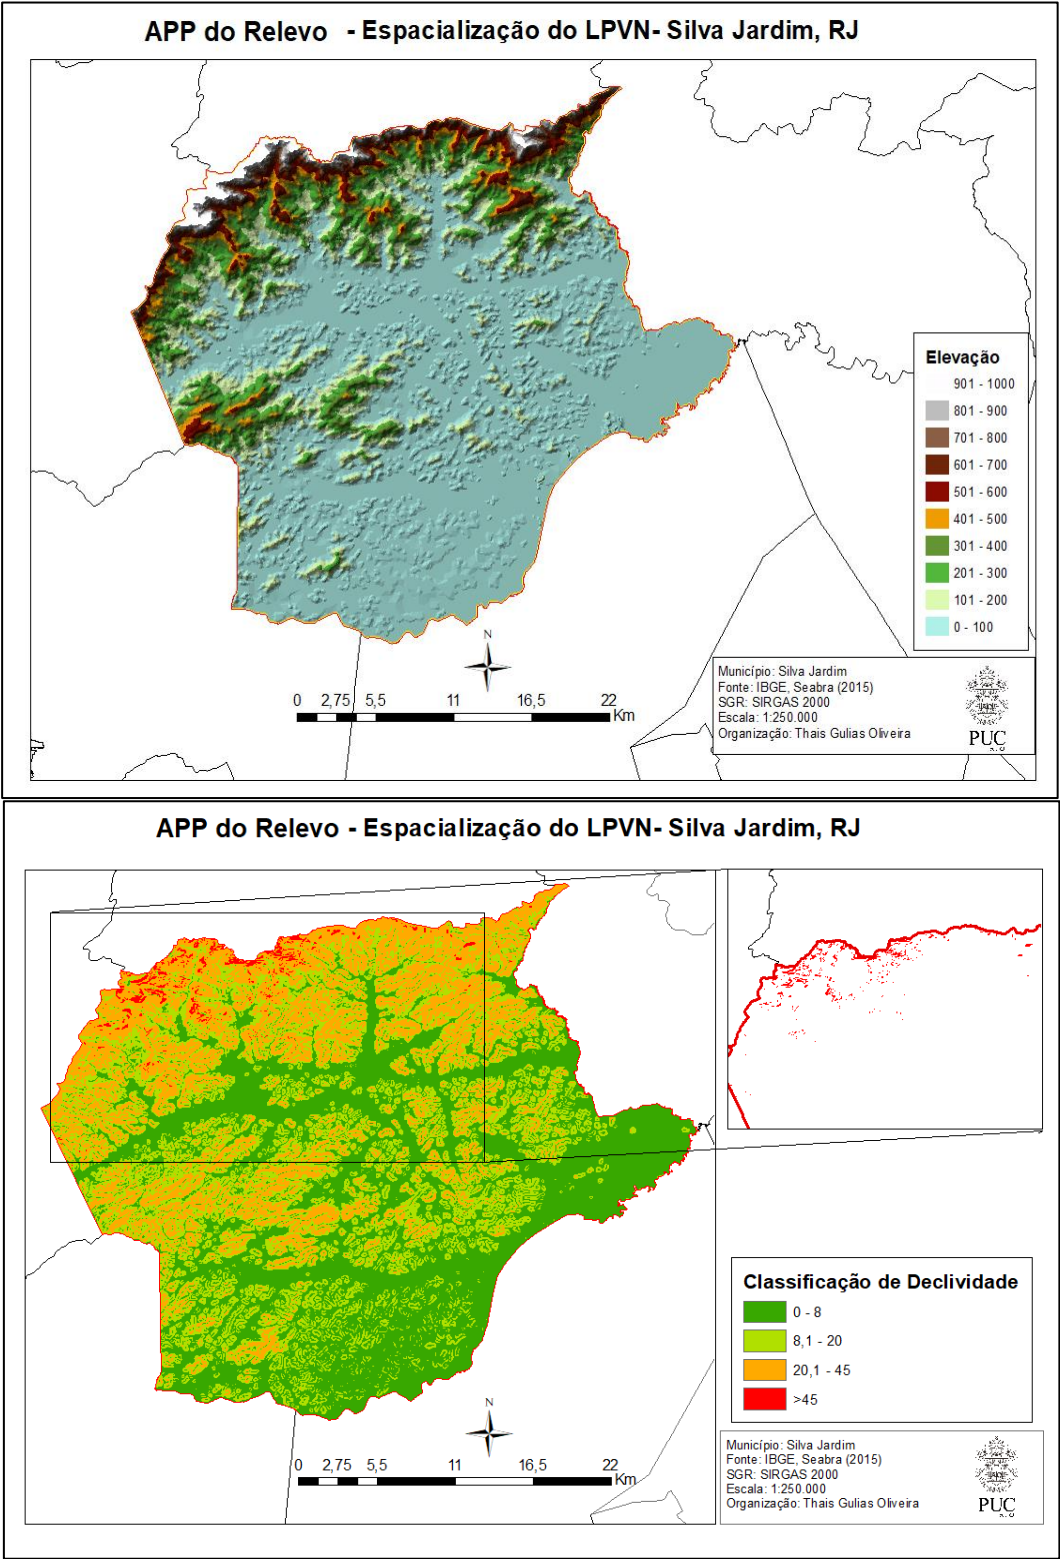 APP do Relevo - Espacialização do LPVN- Silva Jardim, RJ
Elevação
901 - 1000
801 - 900
701 - 800
601 - 700
501 - 600
401 - 500
301 - 400
201 - 300
101 - 200
0 - 100
N
0 2,75 5,5 11 16,5 22
Km
Município: Silva Jardim
Fonte: IBGE, Seabra (2015)
SGR: SIRGAS 2000
Escala: 1:250.000
Organização: Thais Gulias Oliveira
PUC
APP do Relevo - Espacialização do LPVN- Silva Jardim, RJ
Classificação de Declividade
0 - 8
8,1 - 20
20,1 - 45
>45
N
0 2,75 5,5 11 16,5 22
Km
Município: Silva Jardim
Fonte: IBGE, Seabra (2015)
SGR: SIRGAS 2000
Escala: 1:250.000
Organização: Thais Gulias Oliveira
PUC